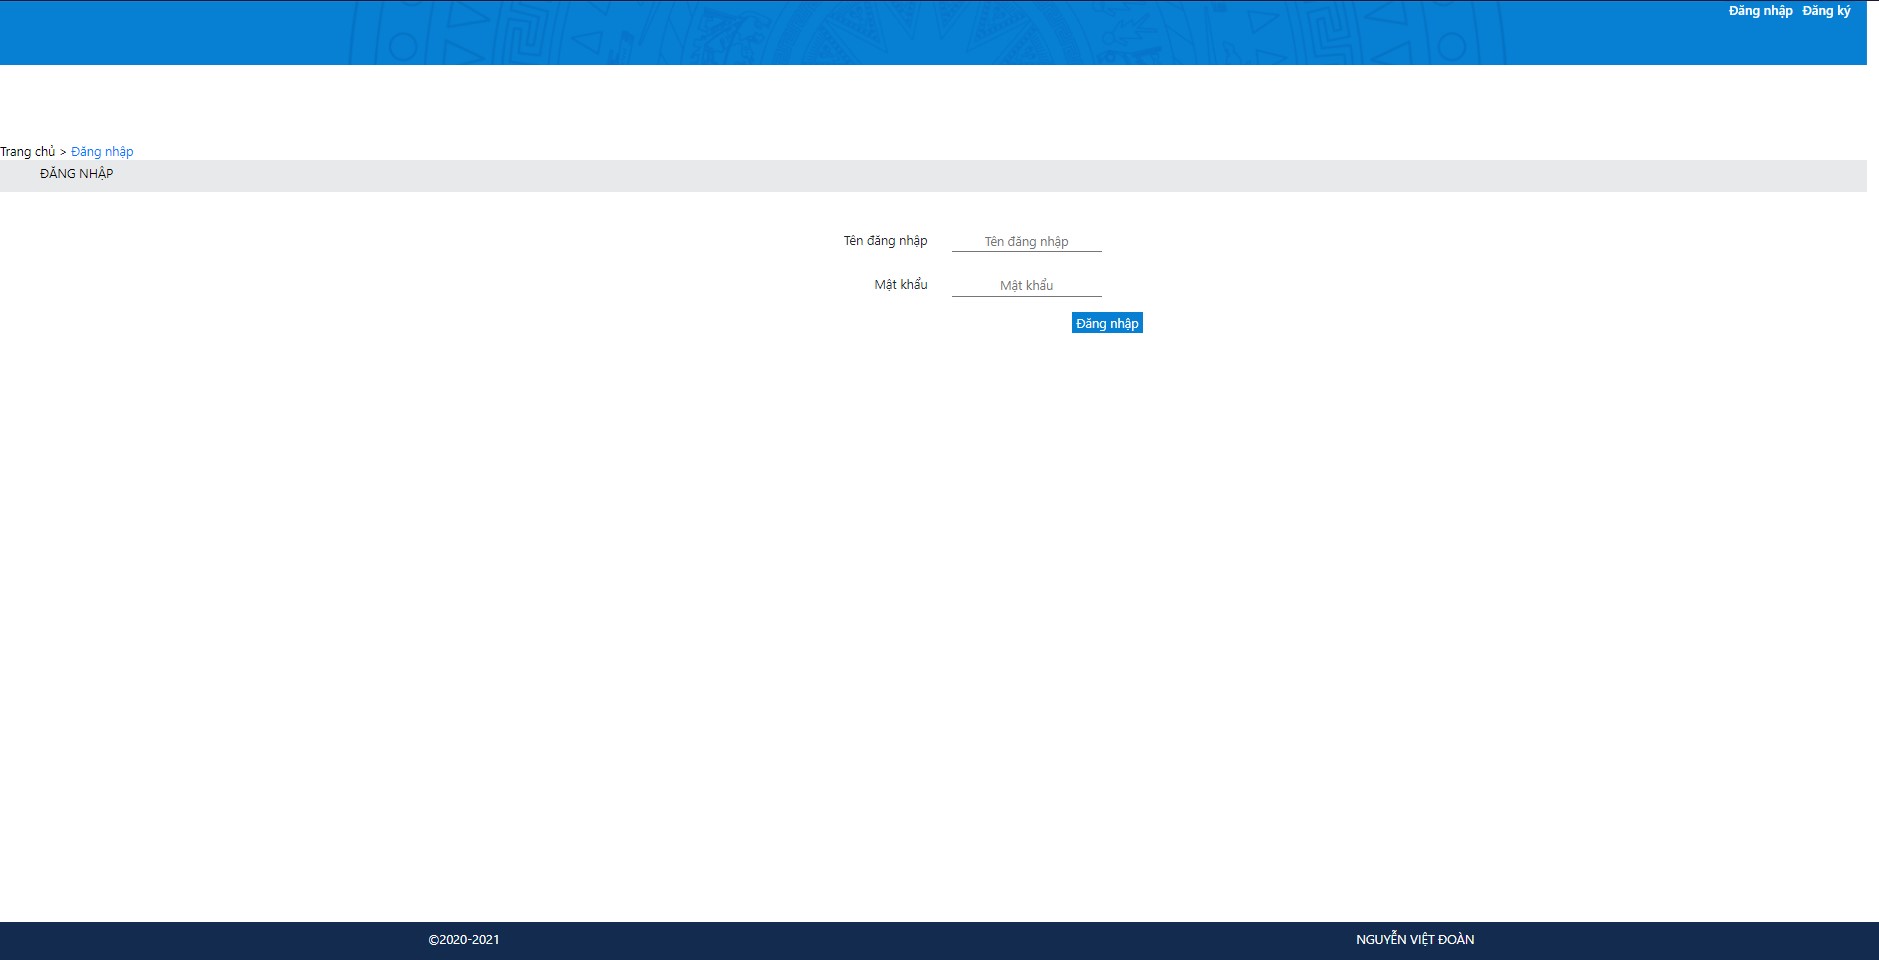 Đăng nhập Đăng ký
Trang chủ > Đăng nhập
ĐĂNG NHẬP
Tên đăng nhập Tên đăng nhập
Mật khẩu Mật khẩu
Đăng nhập
©2020-2021 NGUYỄN VIỆT ĐOÀN